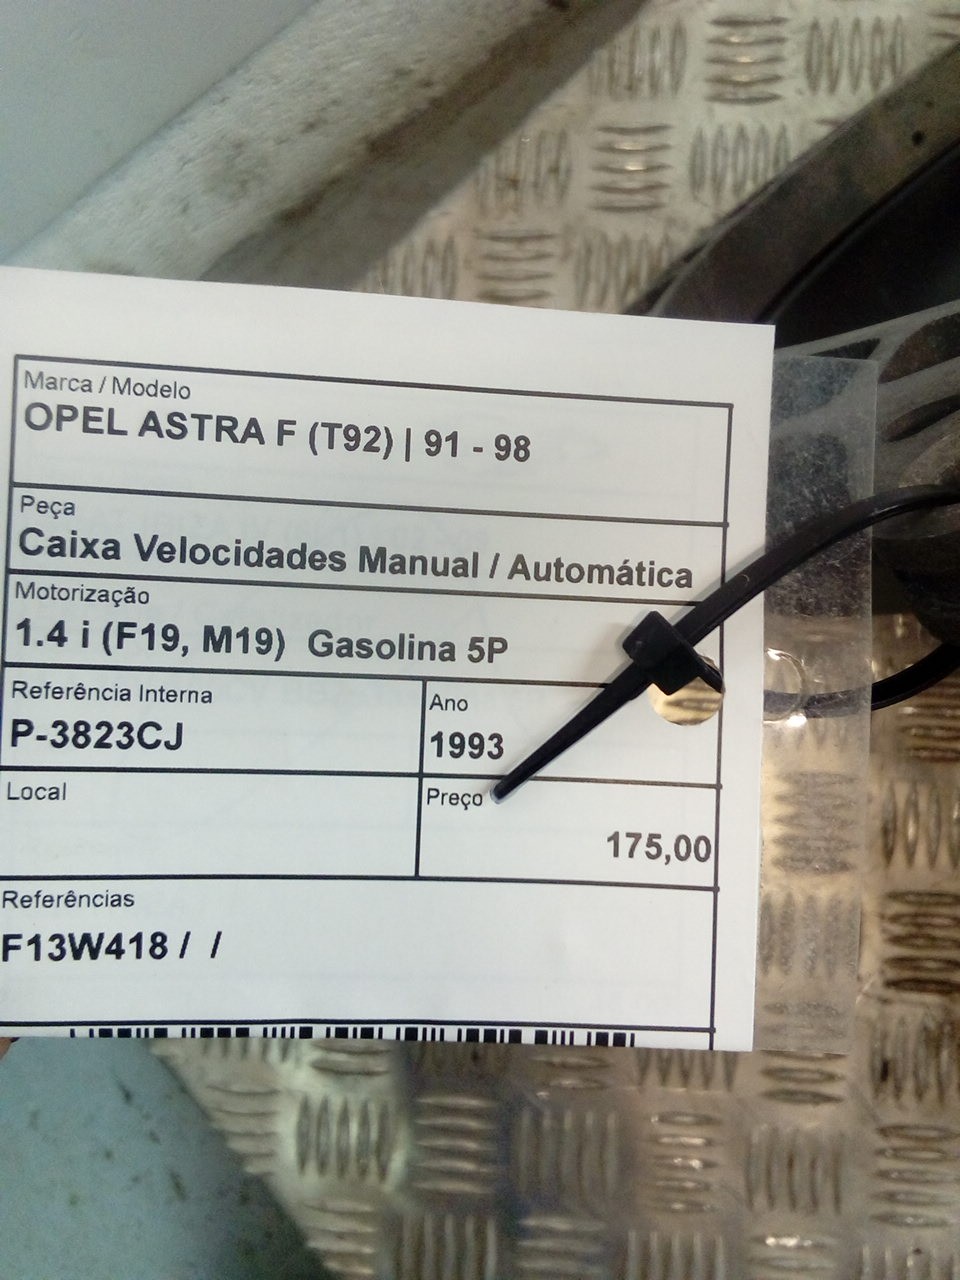 Marca / Modelo
OPEL ASTRA F (T92) | 91 - 98
Peça
Caixa Velocidades Manual / Automática
Motorização
1.4 i (F19, M19) Gasolina 5P
Referência Interna
P-3823CJ
Ano
1993
Local
Preço
175,00
Referências
F13W418 / /